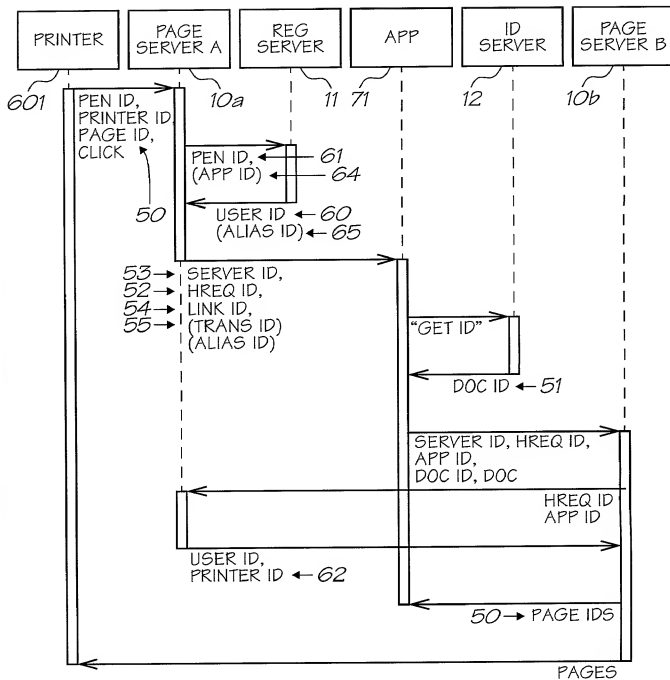 PRINTER
PAGE
SERVER A
REG
SERVER
APP
ID
SERVER
PAGE
SERVER B
601
10a
11
71
12
10b
PEN ID,
PRINTER ID,
PAGE ID,
CLICK
50
PEN ID, 61
(APP ID) 64
USER ID 60
(ALIAS ID) 65
53 SERVER ID,
52 HREQ ID,
54 LINK ID,
55 (TRANS ID)
(ALIAS ID)
"GET ID"
DOC ID 51
SERVER ID, HREQ ID,
APP ID,
DOC ID, DOC
HREQ ID
APP ID
USER ID,
PRINTER ID 62
50 PAGE IDS
PAGES